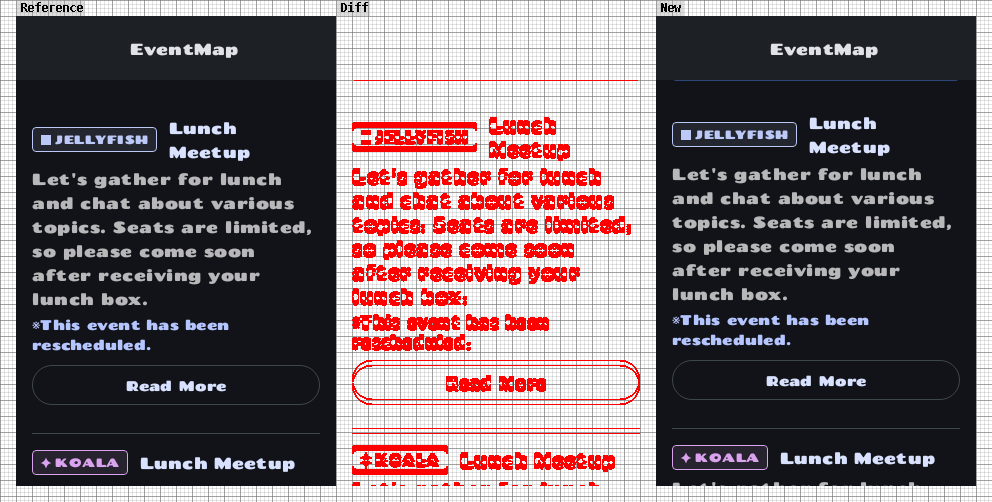 Reference
Diff
New
EventMap
JELLYFISH
Lunch
Meetup
Let's gather for lunch
and chat about various
topics. Seats are limited,
so please come soon
after receiving your
lunch box.
※This event has been
rescheduled.
Read More
KOALA Lunch Meetup
JELLYFISH
Lunch
Meetup
Let's gather for lunch
and chat about various
topics. Seats are limited,
so please come soon
after receiving your
lunch box.
※This event has been
rescheduled.
Read More
KOALA Lunch Meetup
EventMap
JELLYFISH
Lunch
Meetup
Let's gather for lunch
and chat about various
topics. Seats are limited,
so please come soon
after receiving your
lunch box.
※This event has been
rescheduled.
Read More
KOALA Lunch Meetup